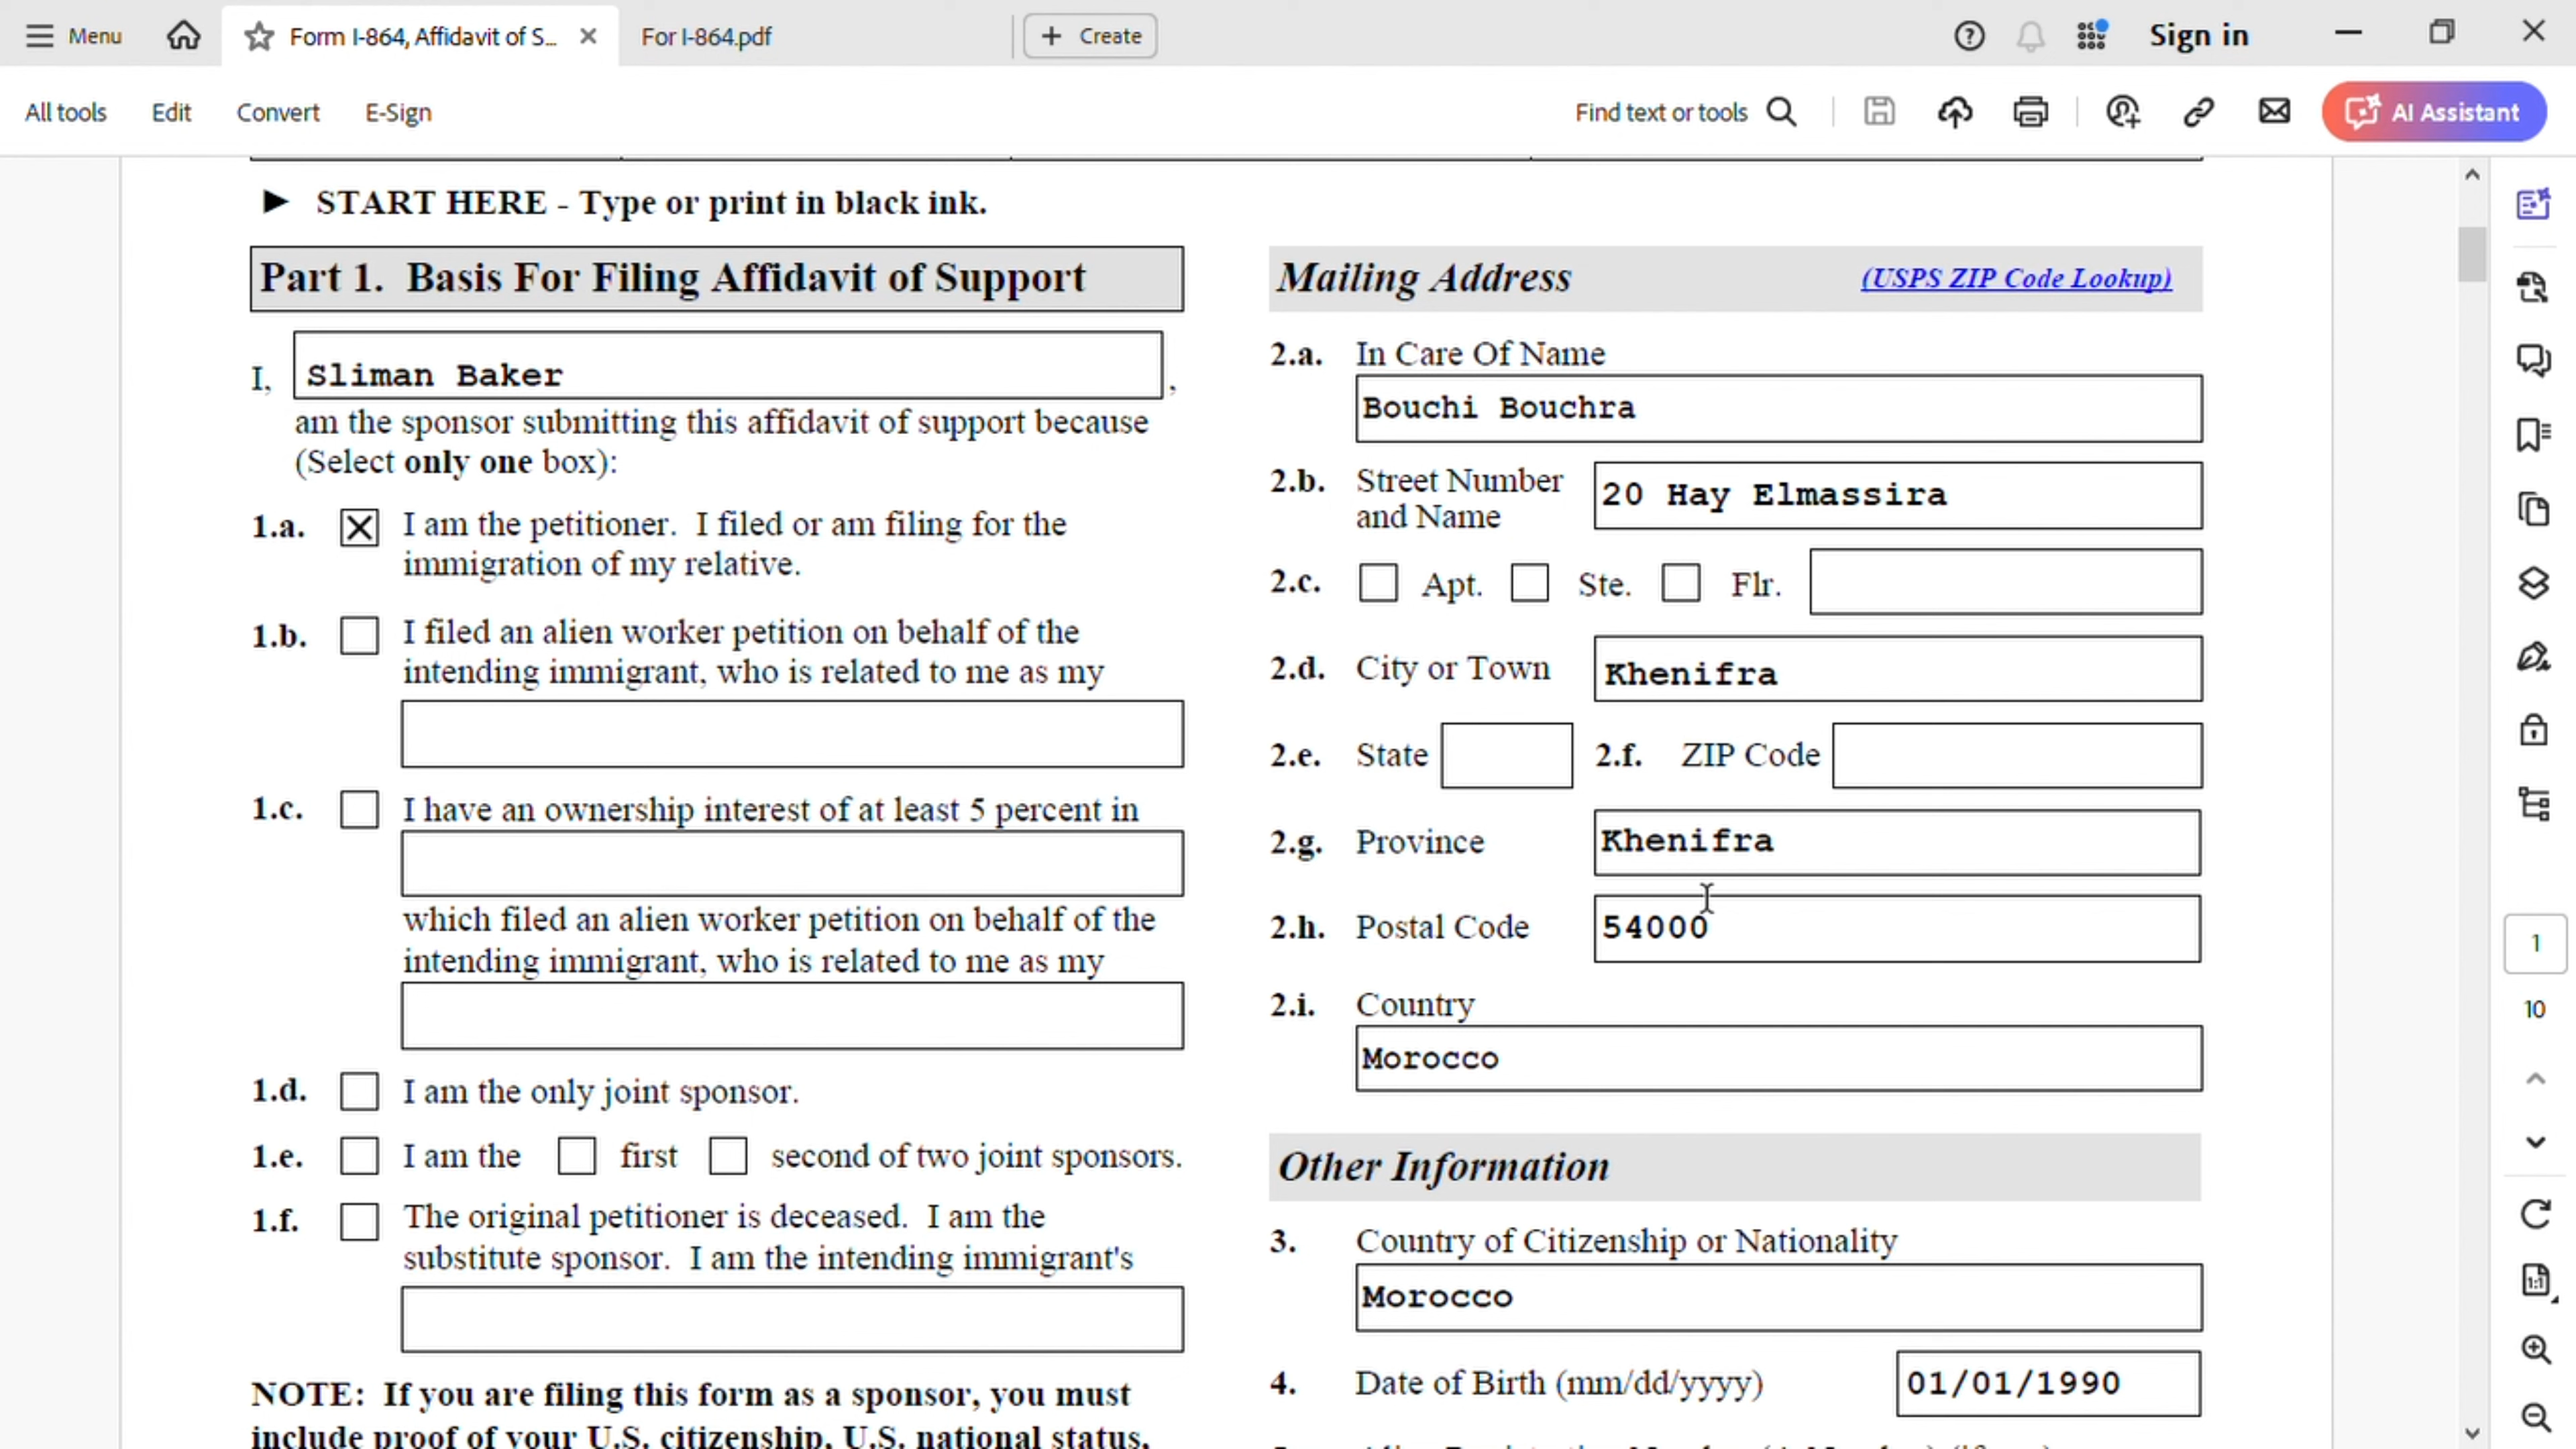 Menu
Form I-864, Affidavit of S...
For I-864.pdf
+ Create
Sign in
All tools
Edit
Convert
E-Sign
Find text or tools
AI Assistant
► START HERE - Type or print in black ink.
Part 1. Basis For Filing Affidavit of Support
I, Sliman Baker ,
am the sponsor submitting this affidavit of support because
(Select only one box):
1.a. X I am the petitioner. I filed or am filing for the
immigration of my relative.
1.b. I filed an alien worker petition on behalf of the
intending immigrant, who is related to me as my
1.c. I have an ownership interest of at least 5 percent in
which filed an alien worker petition on behalf of the
intending immigrant, who is related to me as my
1.d. I am the only joint sponsor.
1.e. I am the first second of two joint sponsors.
1.f. The original petitioner is deceased. I am the
substitute sponsor. I am the intending immigrant's
NOTE: If you are filing this form as a sponsor, you must
include proof of your U.S. citizenship, U.S. national status,
Mailing Address (USPS ZIP Code Lookup)
2.a. In Care Of Name
Bouchi Bouchra
2.b. Street Number
and Name
20 Hay Elmassira
2.c. Apt. Ste. Flr.
2.d. City or Town Khenifra
2.e. State 2.f. ZIP Code
2.g. Province Khenifra
2.h. Postal Code 54000
2.i. Country
Morocco
Other Information
3. Country of Citizenship or Nationality
Morocco
4. Date of Birth (mm/dd/yyyy) 01/01/1990
1
10